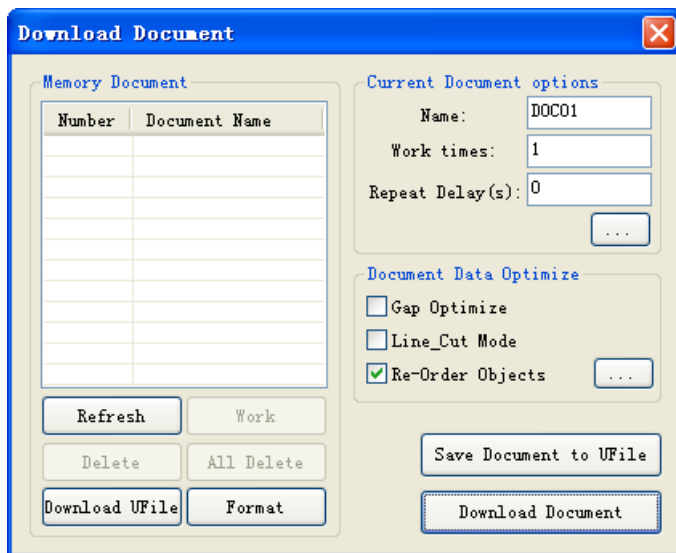 Download Document
Memory Document
Number Document Name
Refresh Work
Delete All Delete
Download UFile Format
Current Document options
Name: DOC01
Work times: 1
Repeat Delay(s): 0
...
Document Data Optimize
Gap Optimize
Line_Cut Mode
Re-Order Objects ...
Save Document to UFile
Download Document